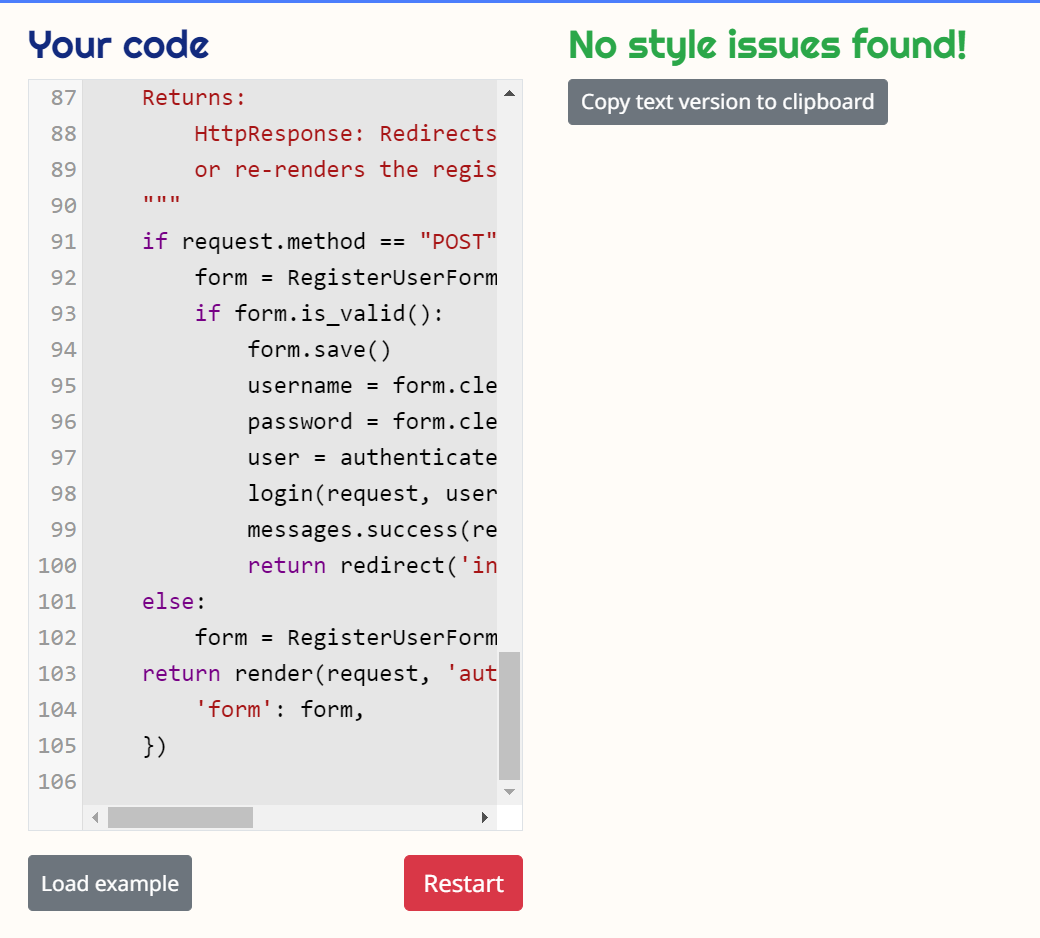 Your code
87 Returns:
88 HttpResponse: Redirects
89 or re-renders the regis
90 """
91 if request.method == "POST"
92 form = RegisterUserForm
93 if form.is_valid():
94 form.save()
95 username = form.cle
96 password = form.cle
97 user = authenticate
98 login(request, user
99 messages.success(re
100 return redirect('in
101 else:
102 form = RegisterUserForm
103 return render(request, 'aut
104 'form': form,
105 })
106
Load example
Restart
No style issues found!
Copy text version to clipboard